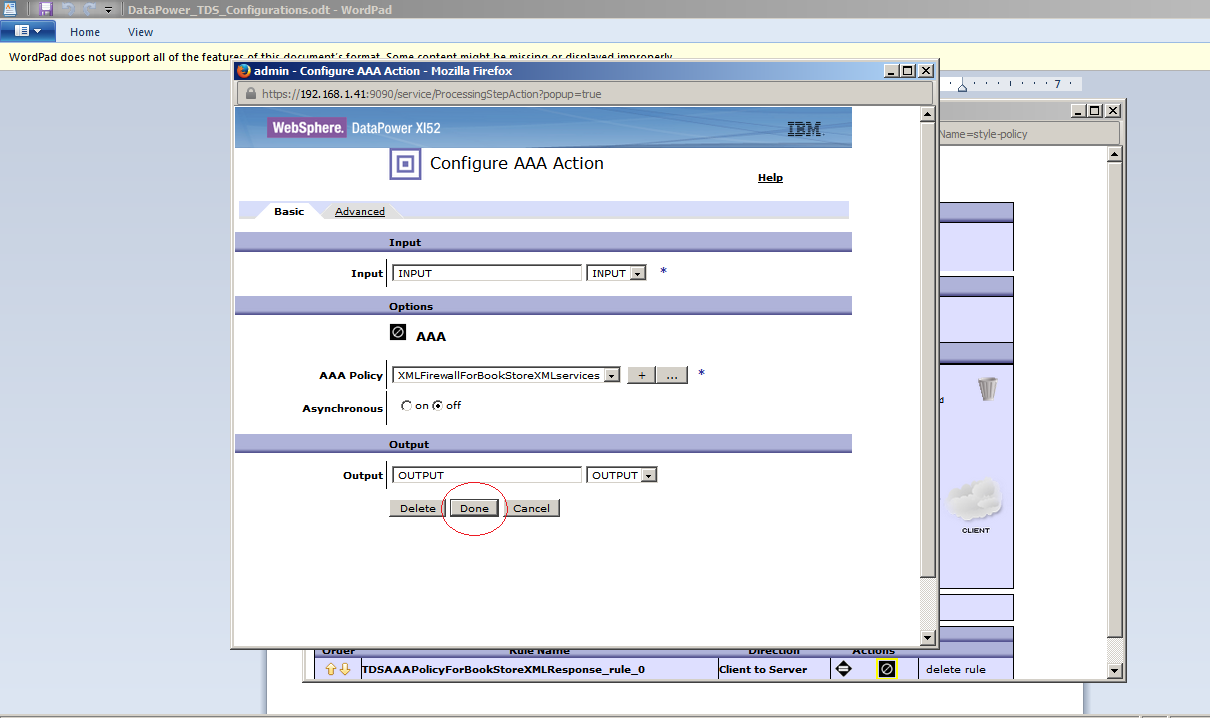 DataPower_TDS_Configurations.odt - WordPad
Home View
WordPad does not support all of the features of this document's format. Some content might be missing or displayed improperly.
admin - Configure AAA Action - Mozilla Firefox
https://192.168.1.41:9090/service/ProcessingStepAction?popup=true
7
Name=style-policy
WebSphere. DataPower XI52 IBM
Configure AAA Action
Help
Basic Advanced
Input
Input INPUT INPUT *
Options
AAA
AAA Policy XMLFirewallForBookStoreXMLservices + ... *
Asynchronous on off
Output
Output OUTPUT OUTPUT
Delete Done Cancel
CLIENT
Order Rule Name Direction Actions
TDSAAAPolicyForBookStoreXMLResponse_rule_0 Client to Server delete rule